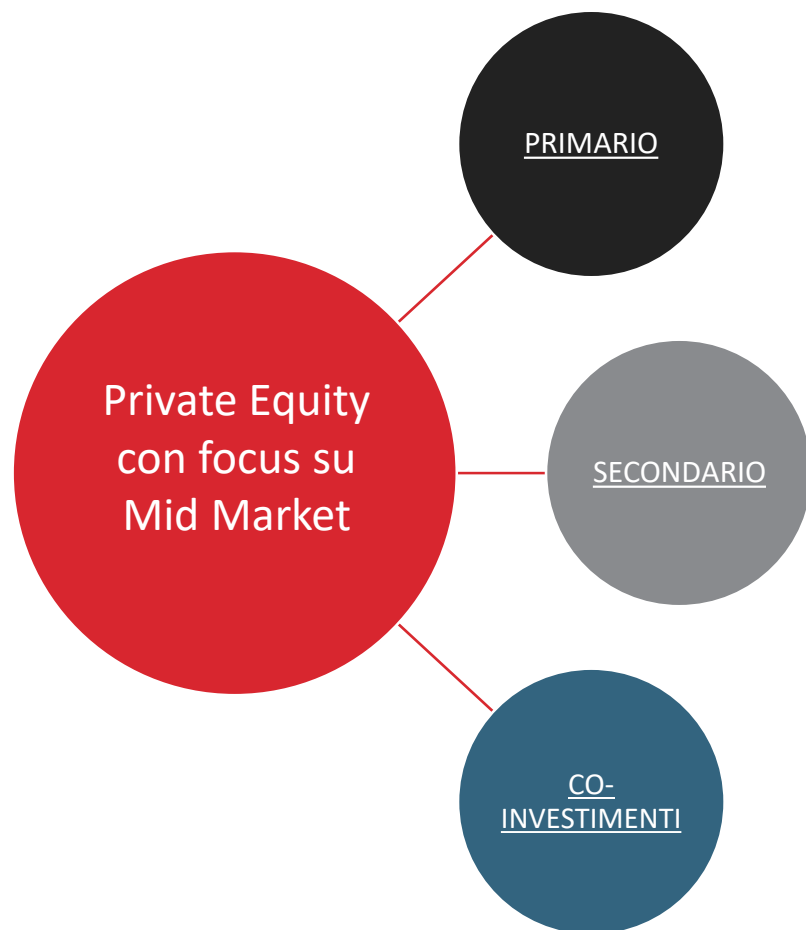 PRIMARIO
Private Equity
con focus su
Mid Market
SECONDARIO
CO-
INVESTIMENTI